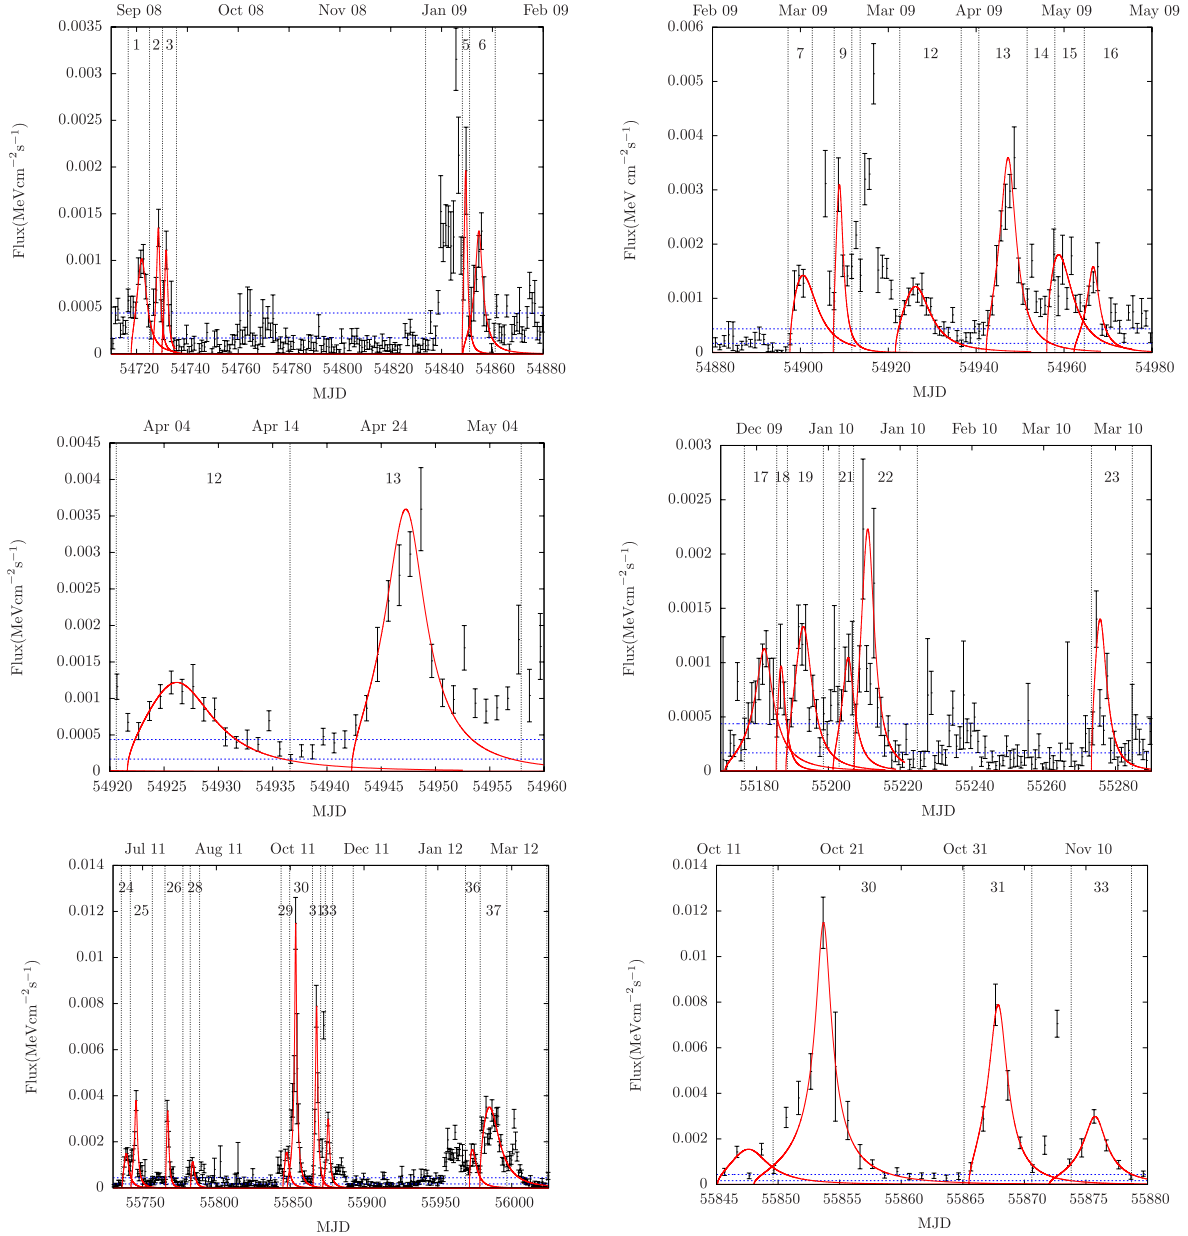 Sep 08 Oct 08 Nov 08 Jan 09 Feb 09
0.0035
0.003
0.0025
0.002
0.0015
0.001
0.0005
0
Flux(MeVcm−2s−1)
1 2 3 5 6
54720 54740 54760 54780 54800 54820 54840 54860 54880
MJD
Feb 09 Mar 09 Mar 09 Apr 09 May 09 May 09
0.006
0.005
0.004
0.003
0.002
0.001
0
Flux(MeV cm−2s−1)
7 9 12 13 14 15 16
54880 54900 54920 54940 54960 54980
MJD
Apr 04 Apr 14 Apr 24 May 04
0.0045
0.004
0.0035
0.003
0.0025
0.002
0.0015
0.001
0.0005
0
Flux(MeVcm−2s−1)
12 13
54920 54925 54930 54935 54940 54945 54950 54955 54960
MJD
Dec 09 Jan 10 Jan 10 Feb 10 Mar 10 Mar 10
0.003
0.0025
0.002
0.0015
0.001
0.0005
0
Flux(MeVcm−2s−1)
17 18 19 21 22 23
55180 55200 55220 55240 55260 55280
MJD
Jul 11 Aug 11 Oct 11 Dec 11 Jan 12 Mar 12
0.014
0.012
0.01
0.008
0.006
0.004
0.002
0
Flux(MeVcm−2s−1)
24 26 28 30 36
25 29 31 33 37
55750 55800 55850 55900 55950 56000
MJD
Oct 11 Oct 21 Oct 31 Nov 10
0.014
0.012
0.01
0.008
0.006
0.004
0.002
0
Flux(MeVcm−2s−1)
30 31 33
55845 55850 55855 55860 55865 55870 55875 55880
MJD